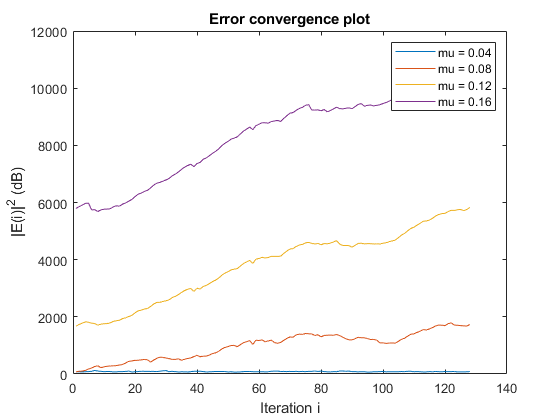 Error convergence plot
12000
10000
8000
6000
4000
2000
0
|E(i)|² (dB)
mu = 0.04
mu = 0.08
mu = 0.12
mu = 0.16
0 20 40 60 80 100 120 140
Iteration i